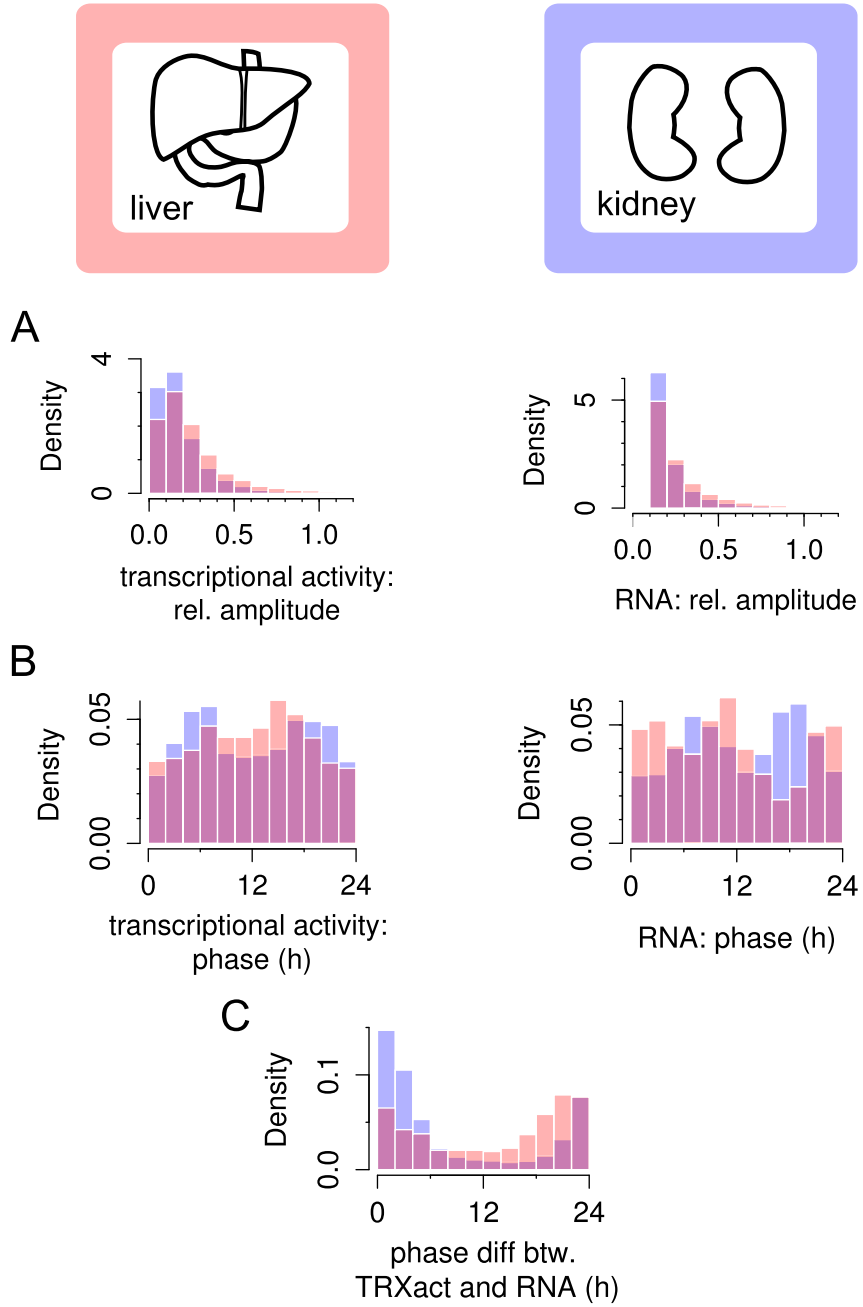 liver
kidney
A
Density
4
0
0.0 0.5 1.0
transcriptional activity:
rel. amplitude
Density
5
0
0.0 0.5 1.0
RNA: rel. amplitude
B
Density
0.05
0.00
0 12 24
transcriptional activity:
phase (h)
Density
0.05
0.00
0 12 24
RNA: phase (h)
C
Density
0.1
0.0
0 12 24
phase diff btw.
TRXact and RNA (h)